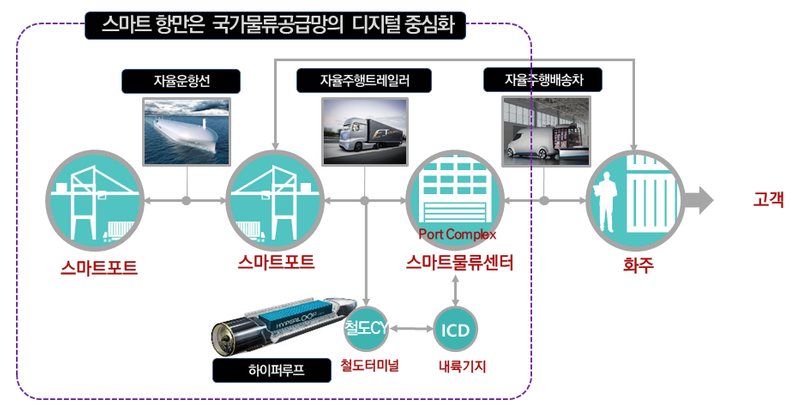 스마트 항만은 국가물류공급망의 디지털 중심화
자율운항선
자율주행트레일러
자율주행배송차
Port Complex
스마트포트
스마트포트
스마트물류센터
화주
고객
HYPERLOOP
철도CY
ICD
하이퍼루프
철도터미널
내륙기지